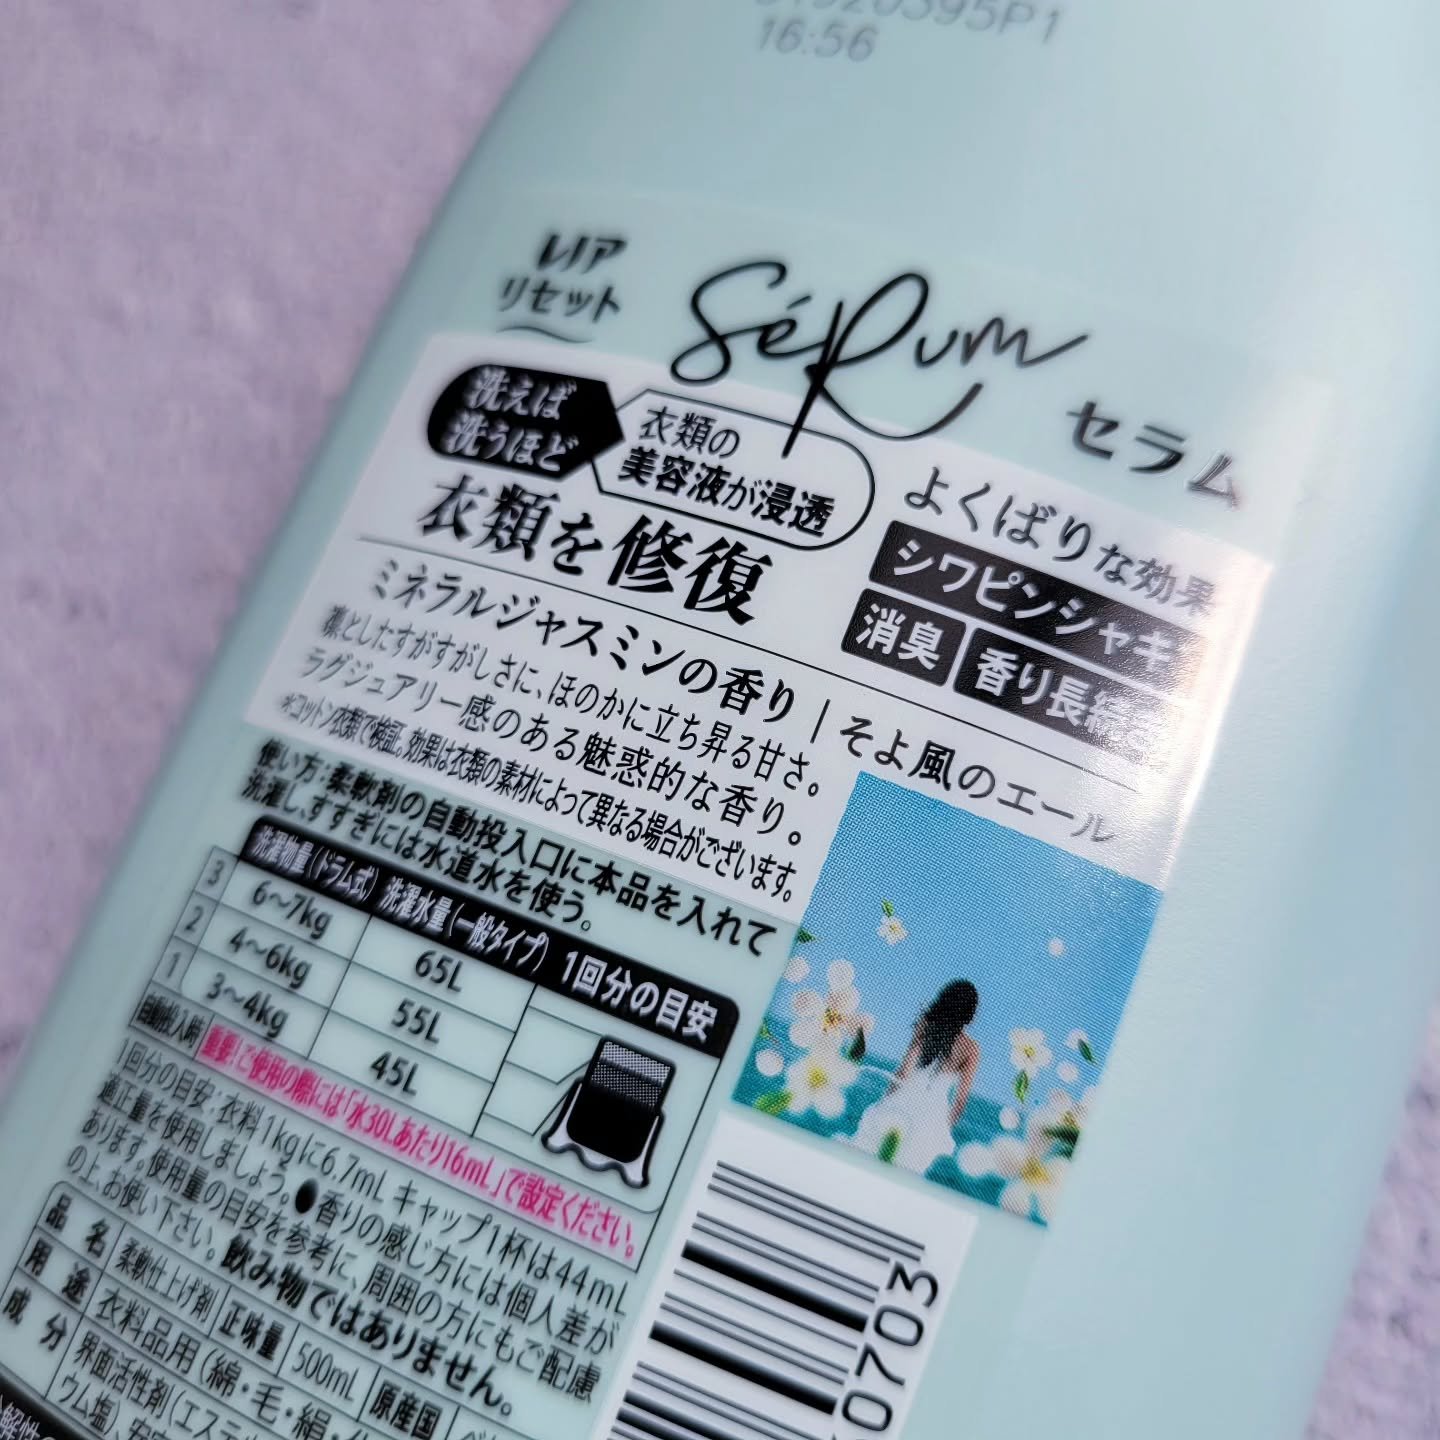 16:56
レノア
リセット
SéRum セラム
洗えば
洗うほど
衣類の
美容液が浸透
衣類を修復
よくばりな効果
シワピンシャキ
消臭
香り長続き
ミネラルジャスミンの香り | そよ風のエール
凛としたすがすがしさに、ほのかに立ち昇る甘さ。
ラグジュアリー感のある魅惑的な香り。
*コットン衣類で検証。効果は衣類の素材によって異なる場合がございます。
使い方:柔軟剤の自動投入口に本品を入れて
洗濯し、すすぎには水道水を使う。
洗濯物量(ドラム式) 洗濯水量(一般タイプ) 1回分の目安
3 6〜7kg 65L
2 4〜6kg 55L
1 3〜4kg 45L
自動投入時 重要!ご使用の際には「水30Lあたり16mL」で設定ください。
1回分の目安:衣料1kgに6.7mL キャップ1杯は44mL
適正量を使用しましょう。●香りの感じ方には個人差が
あります。使用量の目安を参考に、周囲の方にもご配慮
の上、お使い下さい。飲み物ではありません。
品名 柔軟仕上げ剤 正味量 500mL 原産国
用途 衣料品用(綿・毛・絹・
成分 界面活性剤(エステル
ウム塩)、安定
0703